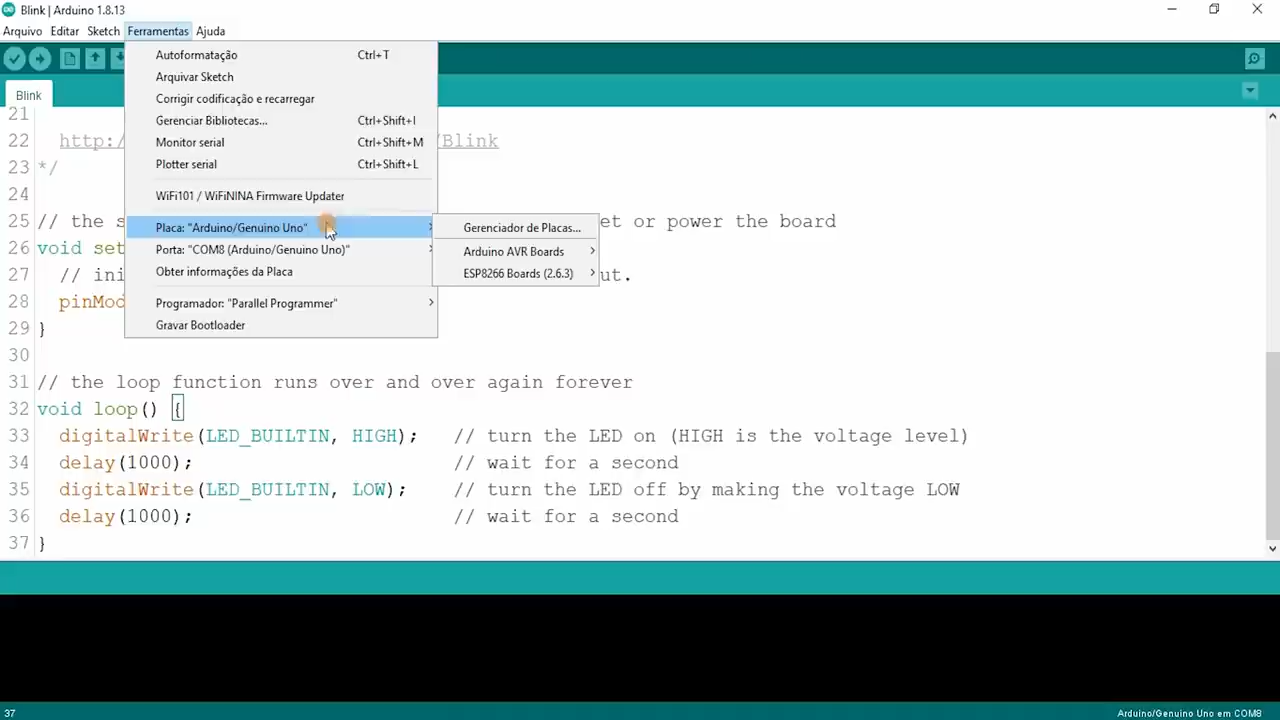 Blink | Arduino 1.8.13
Arquivo Editar Sketch Ferramentas Ajuda
Autoformatação Ctrl+T
Arquivar Sketch
Corrigir codificação e recarregar
Gerenciar Bibliotecas... Ctrl+Shift+I
Monitor serial Ctrl+Shift+M
Plotter serial Ctrl+Shift+L
WiFi101 / WiFiNINA Firmware Updater
Placa: "Arduino/Genuino Uno"
Porta: "COM8 (Arduino/Genuino Uno)"
Obter informações da Placa
Programador: "Parallel Programmer"
Gravar Bootloader
Gerenciador de Placas...
Arduino AVR Boards
ESP8266 Boards (2.6.3)
Blink
21
22 http:/ /Blink
23 */
24
25 // the s et or power the board
26 void set
27 // ini ut.
28 pinMod
29 }
30
31 // the loop function runs over and over again forever
32 void loop() {
33 digitalWrite(LED_BUILTIN, HIGH); // turn the LED on (HIGH is the voltage level)
34 delay(1000); // wait for a second
35 digitalWrite(LED_BUILTIN, LOW); // turn the LED off by making the voltage LOW
36 delay(1000); // wait for a second
37 }
37 Arduino/Genuino Uno em COM8